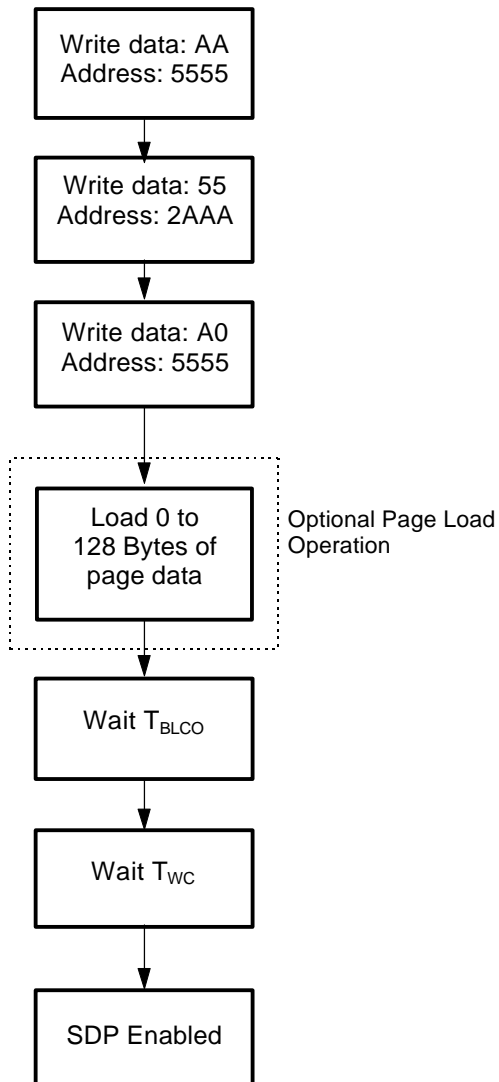 Write data: AA
Address: 5555
Write data: 55
Address: 2AAA
Write data: A0
Address: 5555
Load 0 to
128 Bytes of
page data
Optional Page Load
Operation
Wait TBLCO
Wait TWC
SDP Enabled